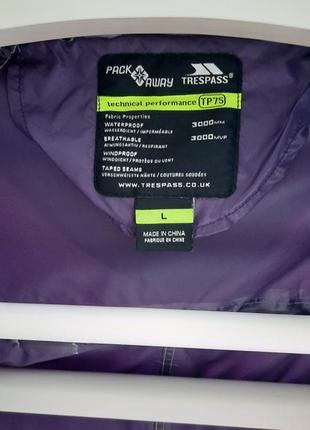 PACK AWAY TRESPASS®
technical performance TP75
Fabric Properties
WATERPROOF 3000MM
WASSERDICHT / IMPERMÉABLE
BREATHABLE 3000MVP
ATMUNGSAKTIV / RESPIRANT
WINDPROOF
WINDDICHT / PROTÈGE DU VENT
TAPED SEAMS
VERSCHWEISSTE NÄHTE / COUTURES SOUDÉES
WWW.TRESPASS.CO.UK
L
MADE IN CHINA
FABRIQUE EN CHINE